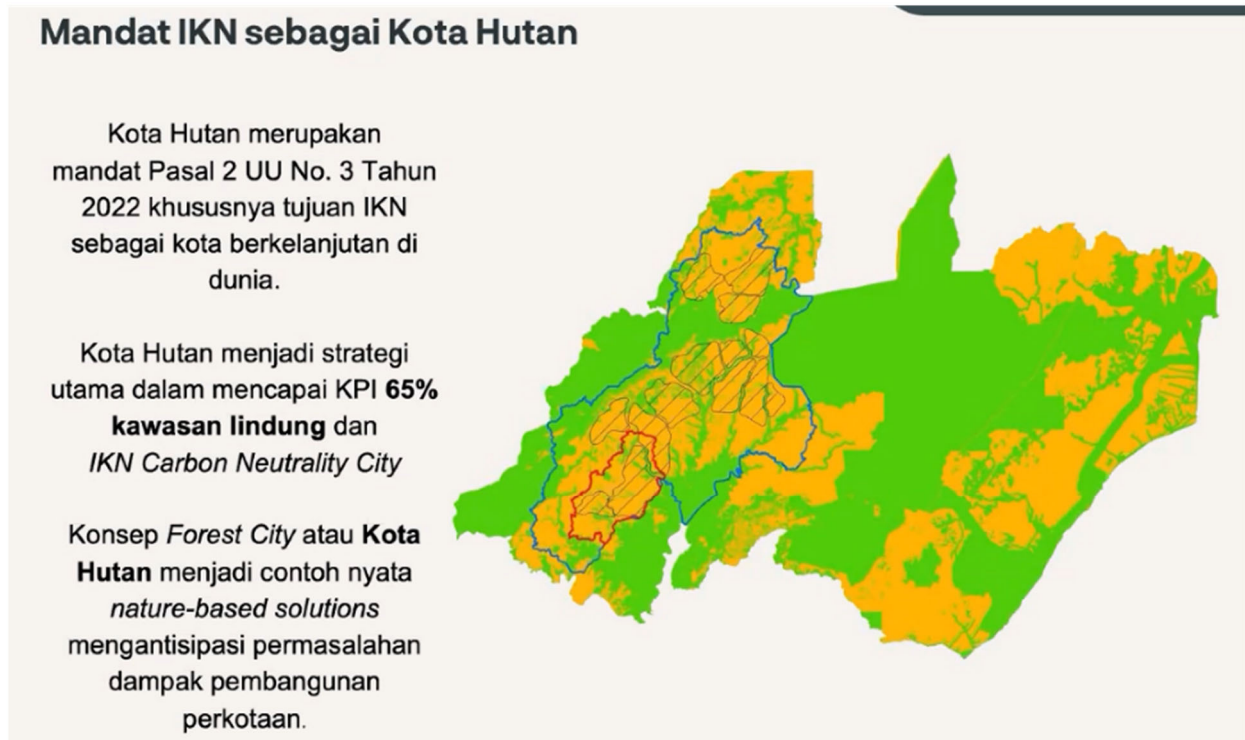 Mandat IKN sebagai Kota Hutan
Kota Hutan merupakan
mandat Pasal 2 UU No. 3 Tahun
2022 khususnya tujuan IKN
sebagai kota berkelanjutan di
dunia.
Kota Hutan menjadi strategi
utama dalam mencapai KPI 65%
kawasan lindung dan
IKN Carbon Neutrality City
Konsep Forest City atau Kota
Hutan menjadi contoh nyata
nature-based solutions
mengantisipasi permasalahan
dampak pembangunan
perkotaan.